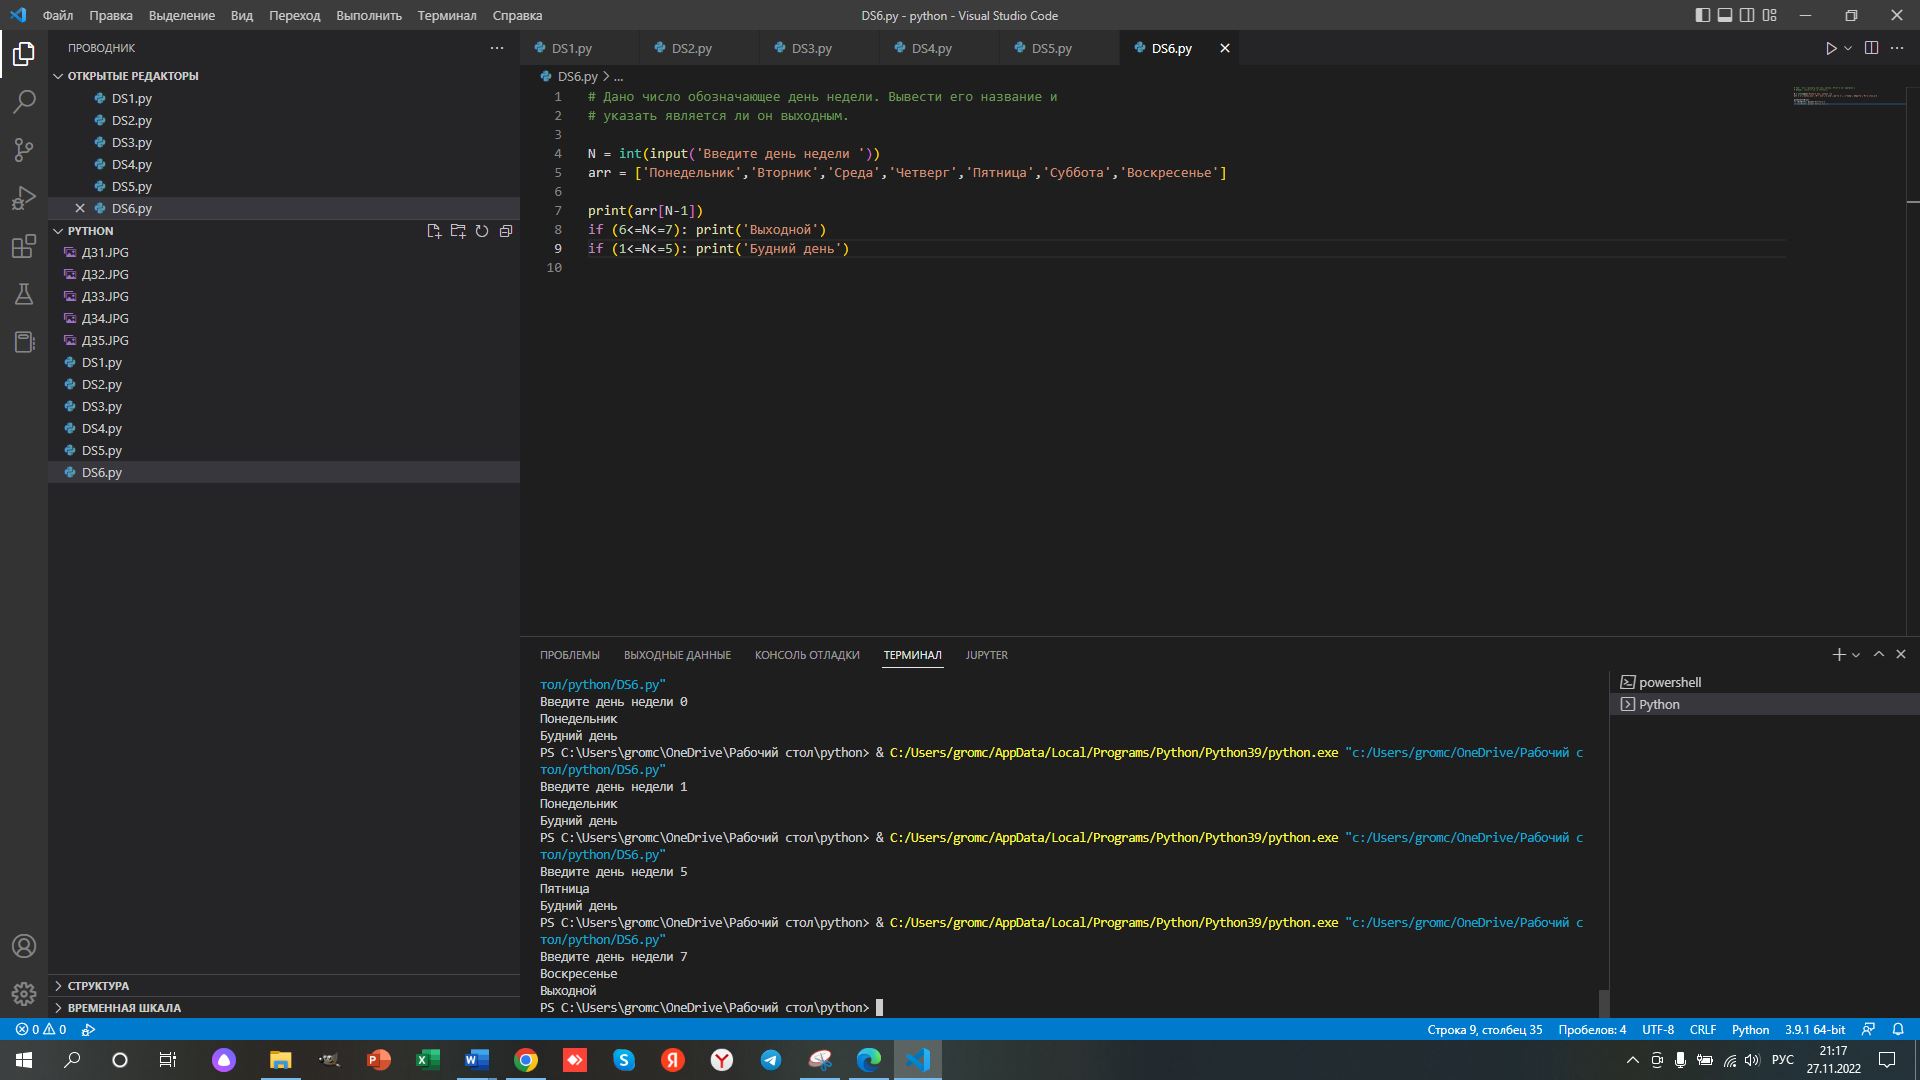 Файл Правка Выделение Вид Переход Выполнить Терминал Справка
DS6.py - python - Visual Studio Code
ПРОВОДНИК
ОТКРЫТЫЕ РЕДАКТОРЫ
DS1.py
DS2.py
DS3.py
DS4.py
DS5.py
DS6.py
PYTHON
Д31.JPG
Д32.JPG
Д33.JPG
Д34.JPG
Д35.JPG
DS1.py
DS2.py
DS3.py
DS4.py
DS5.py
DS6.py
СТРУКТУРА
ВРЕМЕННАЯ ШКАЛА
DS1.py DS2.py DS3.py DS4.py DS5.py DS6.py
DS6.py > ...
1 # Дано число обозначающее день недели. Вывести его название и
2 # указать является ли он выходным.
3
4 N = int(input('Введите день недели '))
5 arr = ['Понедельник','Вторник','Среда','Четверг','Пятница','Суббота','Воскресенье']
6
7 print(arr[N-1])
8 if (6<=N<=7): print('Выходной')
9 if (1<=N<=5): print('Будний день')
10
ПРОБЛЕМЫ ВЫХОДНЫЕ ДАННЫЕ КОНСОЛЬ ОТЛАДКИ ТЕРМИНАЛ JUPYTER
тол/python/DS6.py"
Введите день недели 0
Понедельник
Будний день
PS C:\Users\gromc\OneDrive\Рабочий стол\python> & C:/Users/gromc/AppData/Local/Programs/Python/Python39/python.exe "c:/Users/gromc/OneDrive/Рабочий с
тол/python/DS6.py"
Введите день недели 1
Понедельник
Будний день
PS C:\Users\gromc\OneDrive\Рабочий стол\python> & C:/Users/gromc/AppData/Local/Programs/Python/Python39/python.exe "c:/Users/gromc/OneDrive/Рабочий с
тол/python/DS6.py"
Введите день недели 5
Пятница
Будний день
PS C:\Users\gromc\OneDrive\Рабочий стол\python> & C:/Users/gromc/AppData/Local/Programs/Python/Python39/python.exe "c:/Users/gromc/OneDrive/Рабочий с
тол/python/DS6.py"
Введите день недели 7
Воскресенье
Выходной
PS C:\Users\gromc\OneDrive\Рабочий стол\python>
powershell
Python
0 0
Строка 9, столбец 35 Пробелов: 4 UTF-8 CRLF Python 3.9.1 64-bit
РУС
21:17
27.11.2022